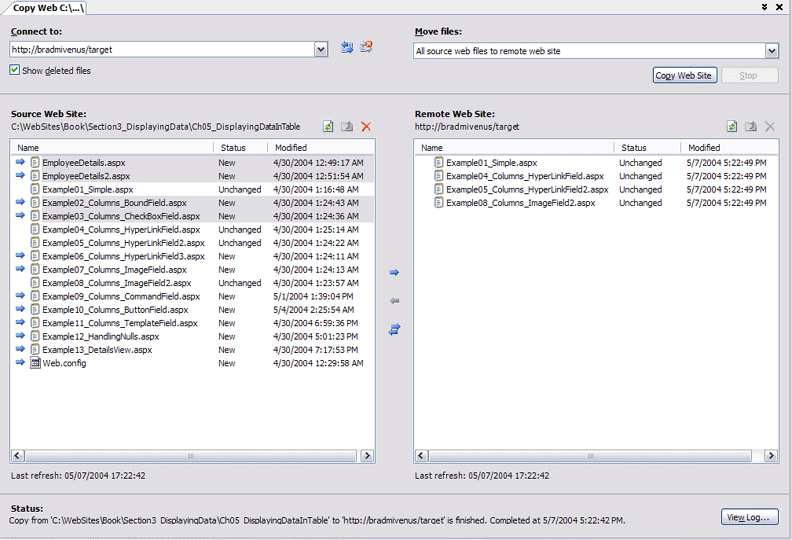 Copy Web C:\...\
Connect to:
Move files:
http://bradmivenus/target
All source web files to remote web site
Show deleted files
Copy Web Site
Stop
Source Web Site:
Remote Web Site:
C:\WebSites\Book\Section3_DisplayingData\Ch05_DisplayingDataInTable
http://bradmivenus/target
Name Status Modified
Name Status Modified
EmployeeDetails.aspx New 4/30/2004 12:49:17 AM
Example01_Simple.aspx Unchanged 5/7/2004 5:22:49 PM
EmployeeDetails2.aspx New 4/30/2004 12:51:54 AM
Example04_Columns_HyperLinkField.aspx Unchanged 5/7/2004 5:22:49 PM
Example01_Simple.aspx Unchanged 4/30/2004 1:16:48 AM
Example05_Columns_HyperLinkField2.aspx Unchanged 5/7/2004 5:22:49 PM
Example02_Columns_BoundField.aspx New 4/30/2004 1:24:43 AM
Example08_Columns_ImageField2.aspx Unchanged 5/7/2004 5:22:49 PM
Example03_Columns_CheckBoxField.aspx New 4/30/2004 1:24:36 AM
Example04_Columns_HyperLinkField.aspx Unchanged 4/30/2004 1:25:14 AM
Example05_Columns_HyperLinkField2.aspx Unchanged 4/30/2004 1:24:22 AM
Example06_Columns_HyperLinkField3.aspx New 4/30/2004 1:24:11 AM
Example07_Columns_ImageField.aspx New 4/30/2004 1:24:13 AM
Example08_Columns_ImageField2.aspx Unchanged 4/30/2004 1:23:57 AM
Example09_Columns_CommandField.aspx New 5/1/2004 1:39:04 PM
Example10_Columns_ButtonField.aspx New 5/4/2004 2:25:54 AM
Example11_Columns_TemplateField.aspx New 4/30/2004 6:59:36 PM
Example12_HandlingNulls.aspx New 4/30/2004 5:01:23 PM
Example13_DetailsView.aspx New 4/30/2004 7:17:53 PM
Web.config New 4/30/2004 12:29:58 AM
Last refresh: 05/07/2004 17:22:42
Last refresh: 05/07/2004 17:22:42
Status:
Copy from 'C:\WebSites\Book\Section3_DisplayingData\Ch05_DisplayingDataInTable' to 'http://bradmivenus/target' is finished. Completed at 5/7/2004 5:22:42 PM.
View Log...